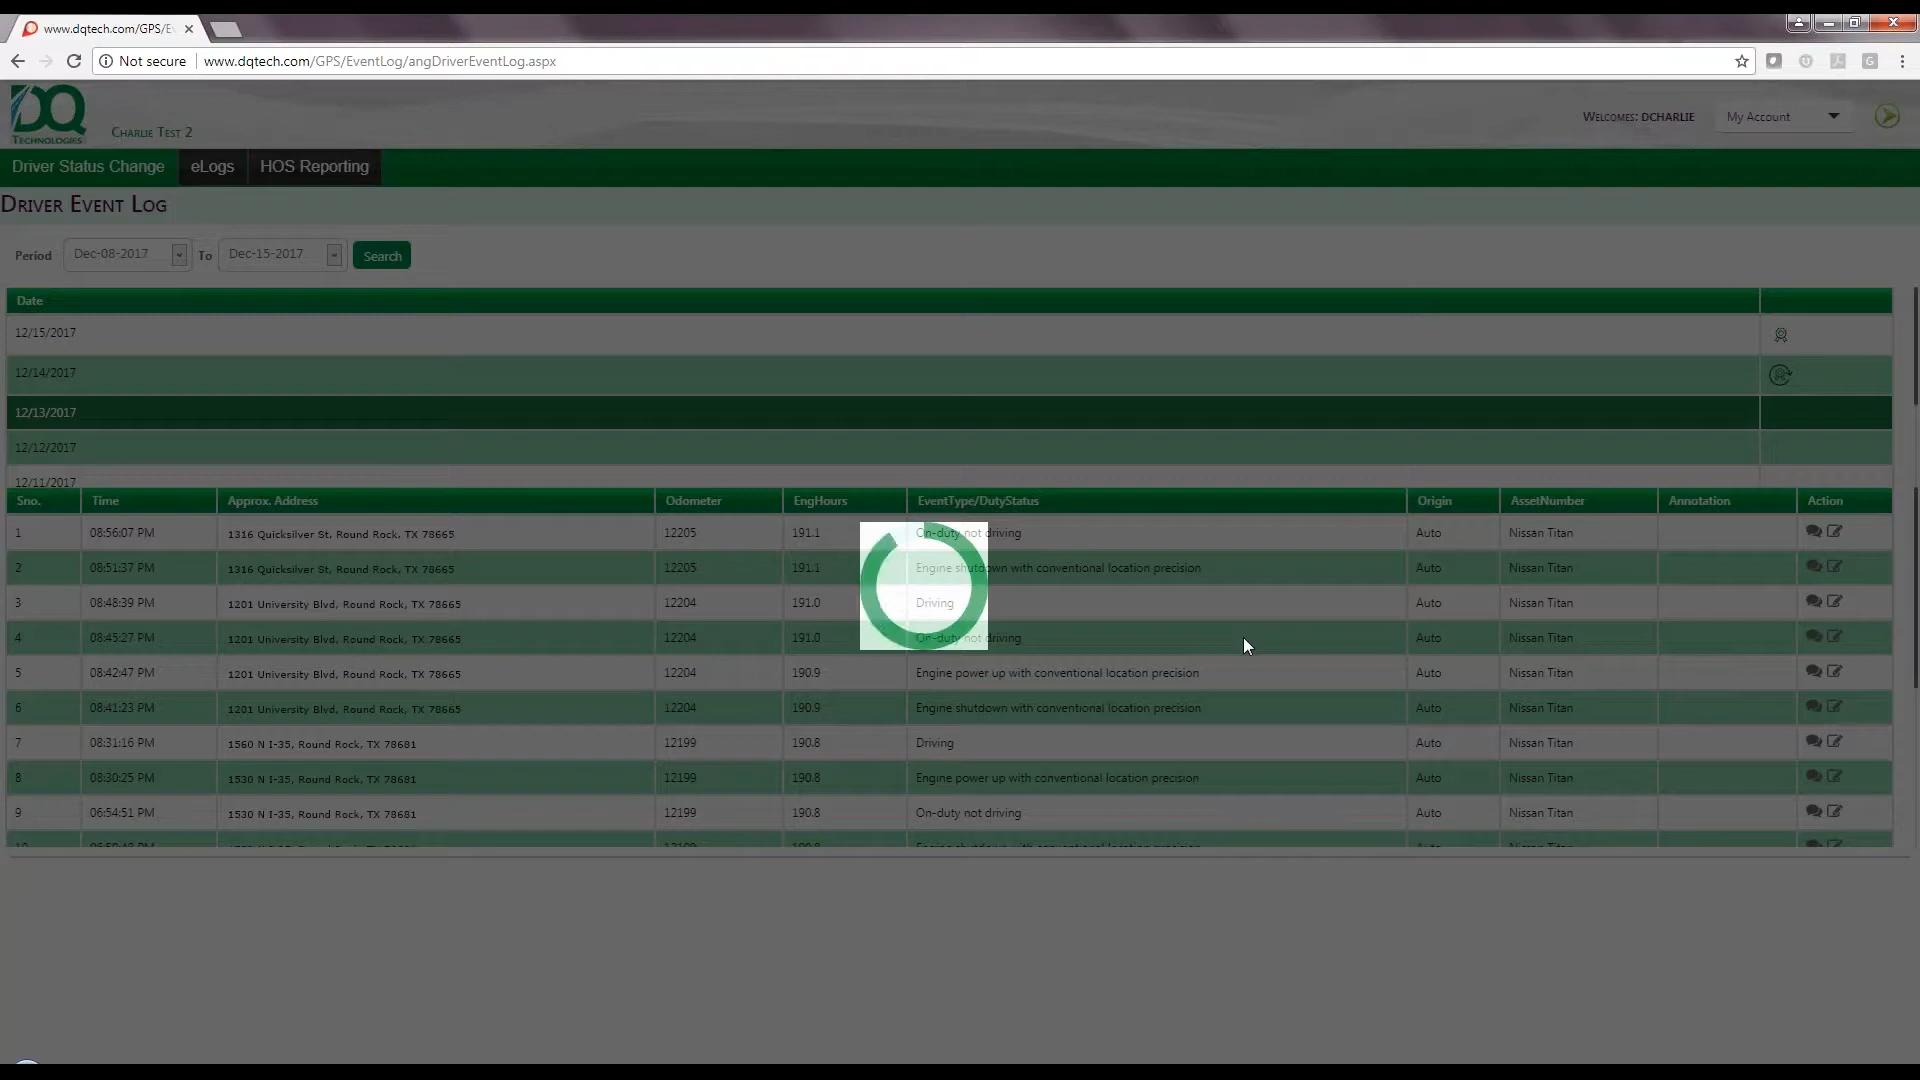 www.dqtech.com/GPS/E
Not secure www.dqtech.com/GPS/EventLog/angDriverEventLog.aspx
DQ
Technologies
Charlie Test 2
Welcomes: DCHARLIE
My Account
Driver Status Change eLogs HOS Reporting
Driver Event Log
Period Dec-08-2017 To Dec-15-2017 Search
Date
12/15/2017
12/14/2017
12/13/2017
12/12/2017
12/11/2017
Sno. Time Approx. Address Odometer EngHours EventType/DutyStatus Origin AssetNumber Annotation Action
1 08:56:07 PM 1316 Quicksilver St, Round Rock, TX 78665 12205 191.1 On-duty not driving Auto Nissan Titan
2 08:51:37 PM 1316 Quicksilver St, Round Rock, TX 78665 12205 191.1 Engine shutdown with conventional location precision Auto Nissan Titan
3 08:48:39 PM 1201 University Blvd, Round Rock, TX 78665 12204 191.0 Driving Auto Nissan Titan
4 08:45:27 PM 1201 University Blvd, Round Rock, TX 78665 12204 191.0 On-duty not driving Auto Nissan Titan
5 08:42:47 PM 1201 University Blvd, Round Rock, TX 78665 12204 190.9 Engine power up with conventional location precision Auto Nissan Titan
6 08:41:23 PM 1201 University Blvd, Round Rock, TX 78665 12204 190.9 Engine shutdown with conventional location precision Auto Nissan Titan
7 08:31:16 PM 1560 N I-35, Round Rock, TX 78681 12199 190.8 Driving Auto Nissan Titan
8 08:30:25 PM 1530 N I-35, Round Rock, TX 78681 12199 190.8 Engine power up with conventional location precision Auto Nissan Titan
9 06:54:51 PM 1530 N I-35, Round Rock, TX 78681 12199 190.8 On-duty not driving Auto Nissan Titan